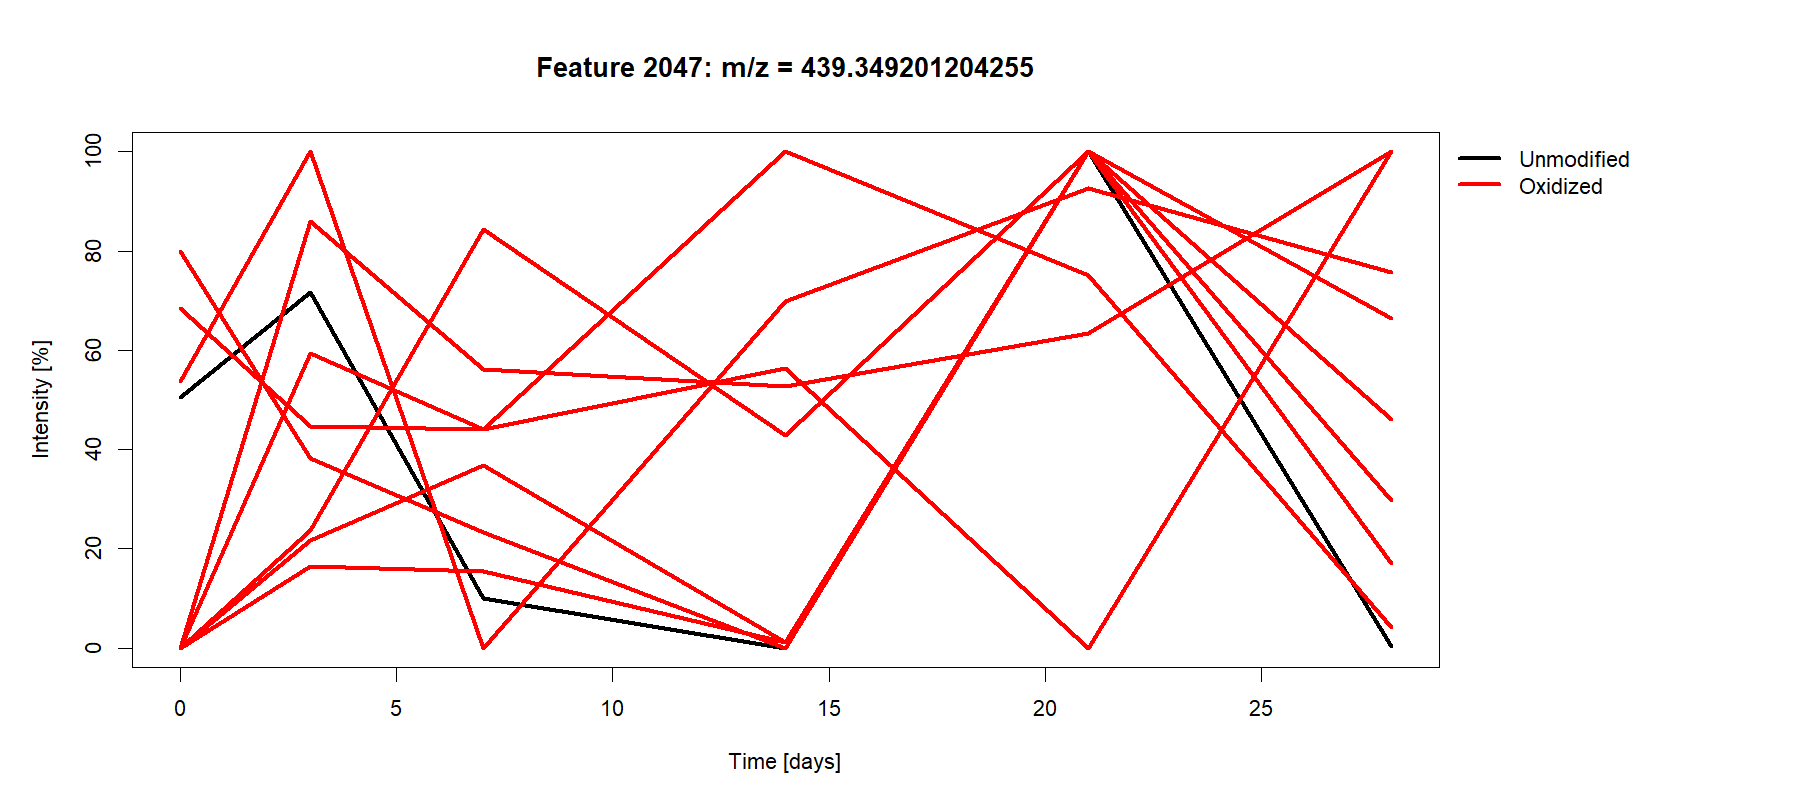 Feature 2047: m/z = 439.349201204255
Unmodified
Oxidized
Intensity [%]
100
80
60
40
20
0
0 5 10 15 20 25
Time [days]